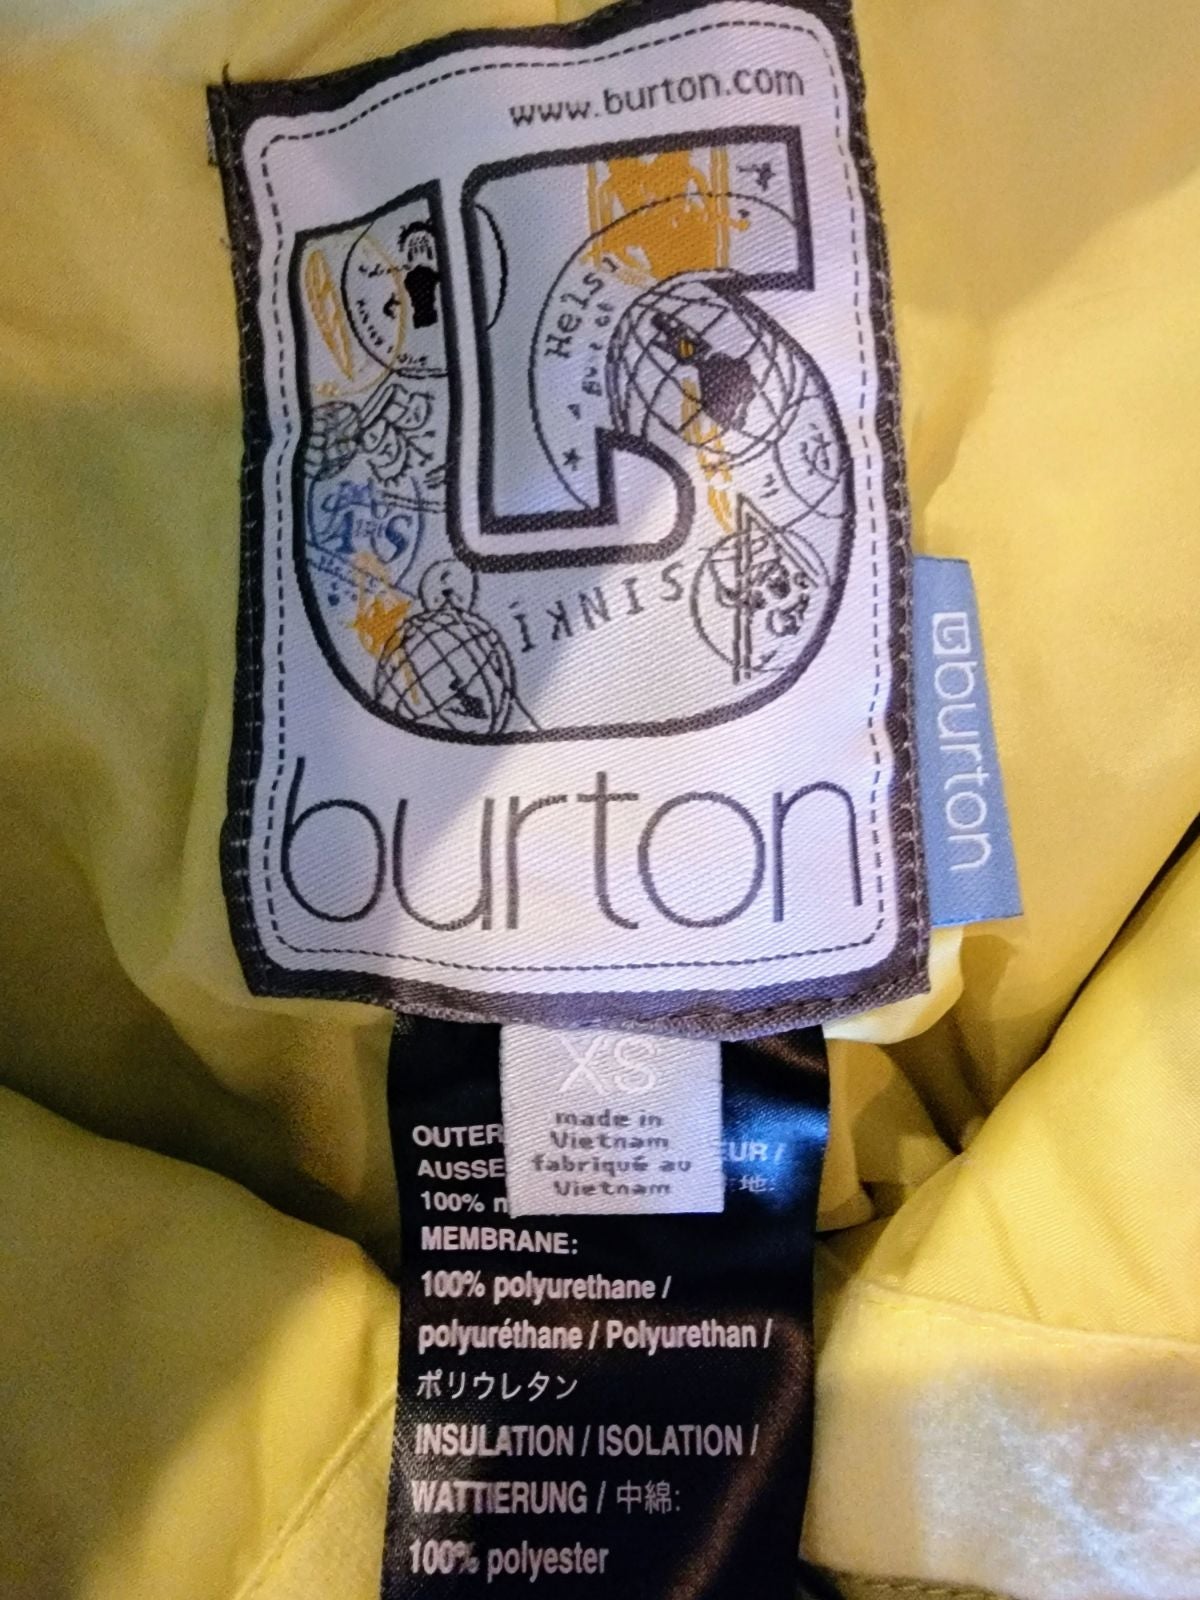 www.burton.com
Helsi
SINKI
burton
burton
XS
made in
Vietnam
fabriqué au
Vietnam
OUTER
AUSSE
EUR /
地:
100%
MEMBRANE:
100% polyurethane /
polyuréthane / Polyurethan /
ポリウレタン
INSULATION / ISOLATION /
WATTIERUNG / 中綿:
100% polyester